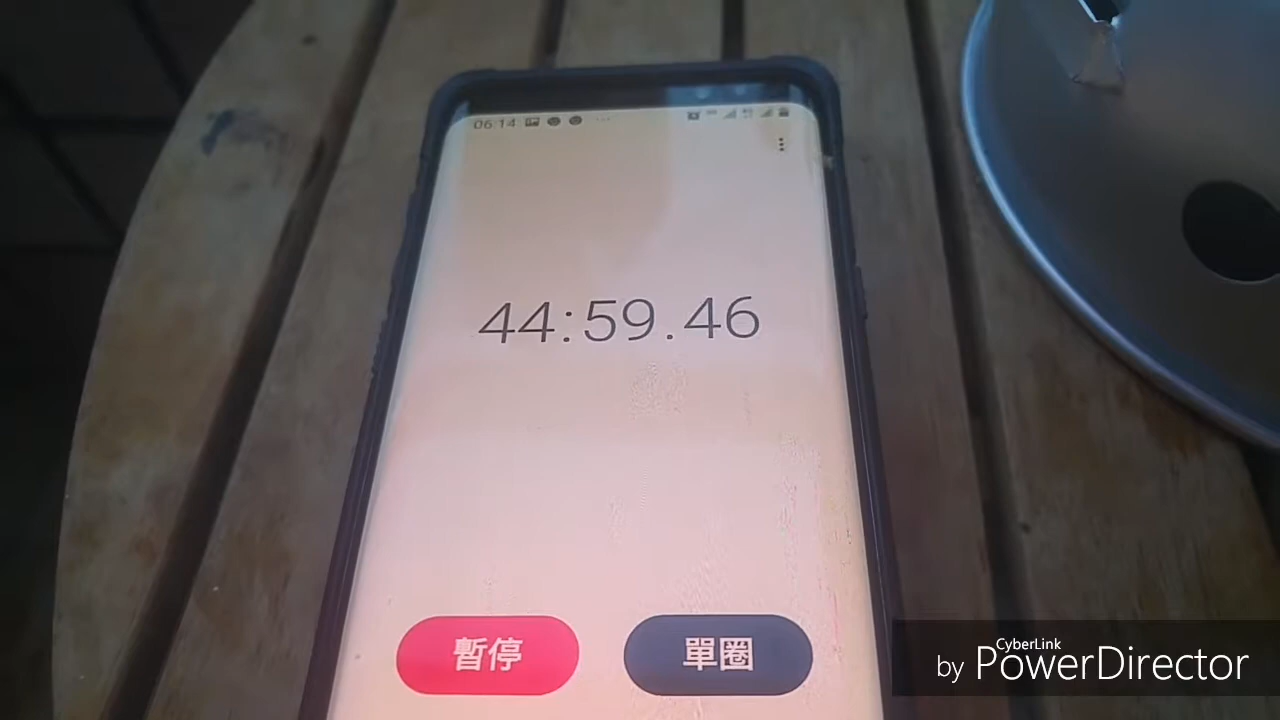 06:14
44:59.46
暫停
單圈
CyberLink
by PowerDirector